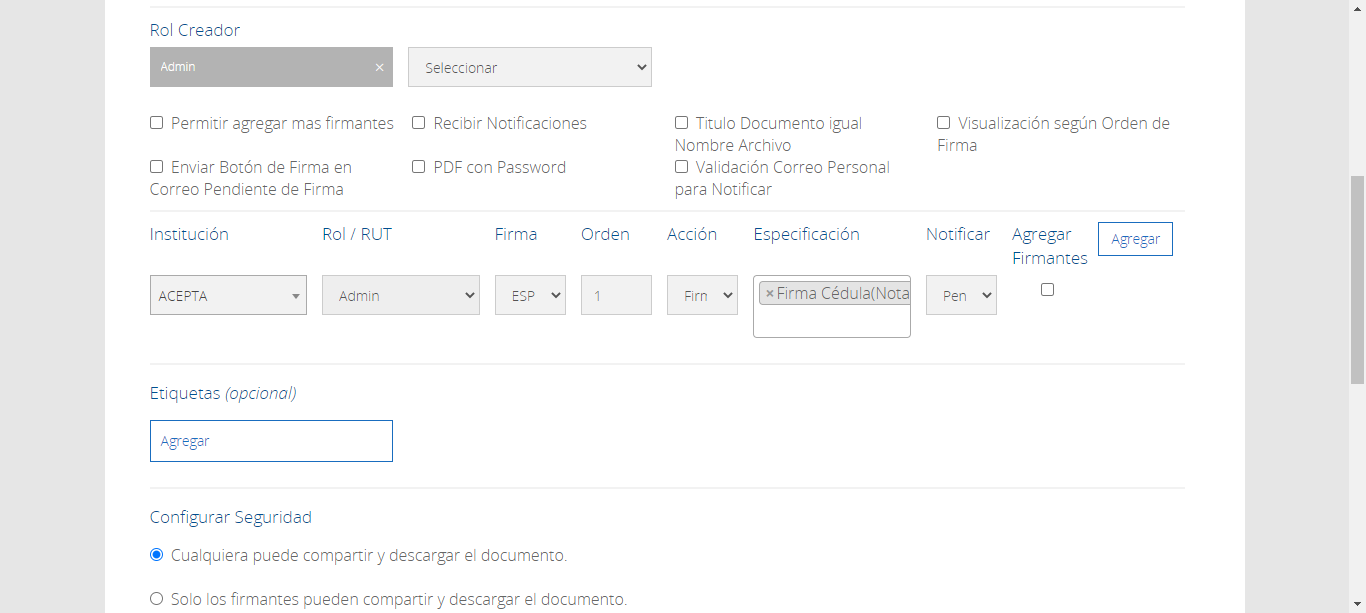 Rol Creador
Admin × Seleccionar
Permitir agregar mas firmantes Recibir Notificaciones Titulo Documento igual Visualización según Orden de
Nombre Archivo Firma
Enviar Botón de Firma en PDF con Password Validación Correo Personal
Correo Pendiente de Firma para Notificar
Institución Rol / RUT Firma Orden Acción Especificación Notificar Agregar Agregar
Firmantes
ACEPTA Admin ESP 1 Firn ×Firma Cédula(Nota Pen
Etiquetas (opcional)
Agregar
Configurar Seguridad
Cualquiera puede compartir y descargar el documento.
Solo los firmantes pueden compartir y descargar el documento.